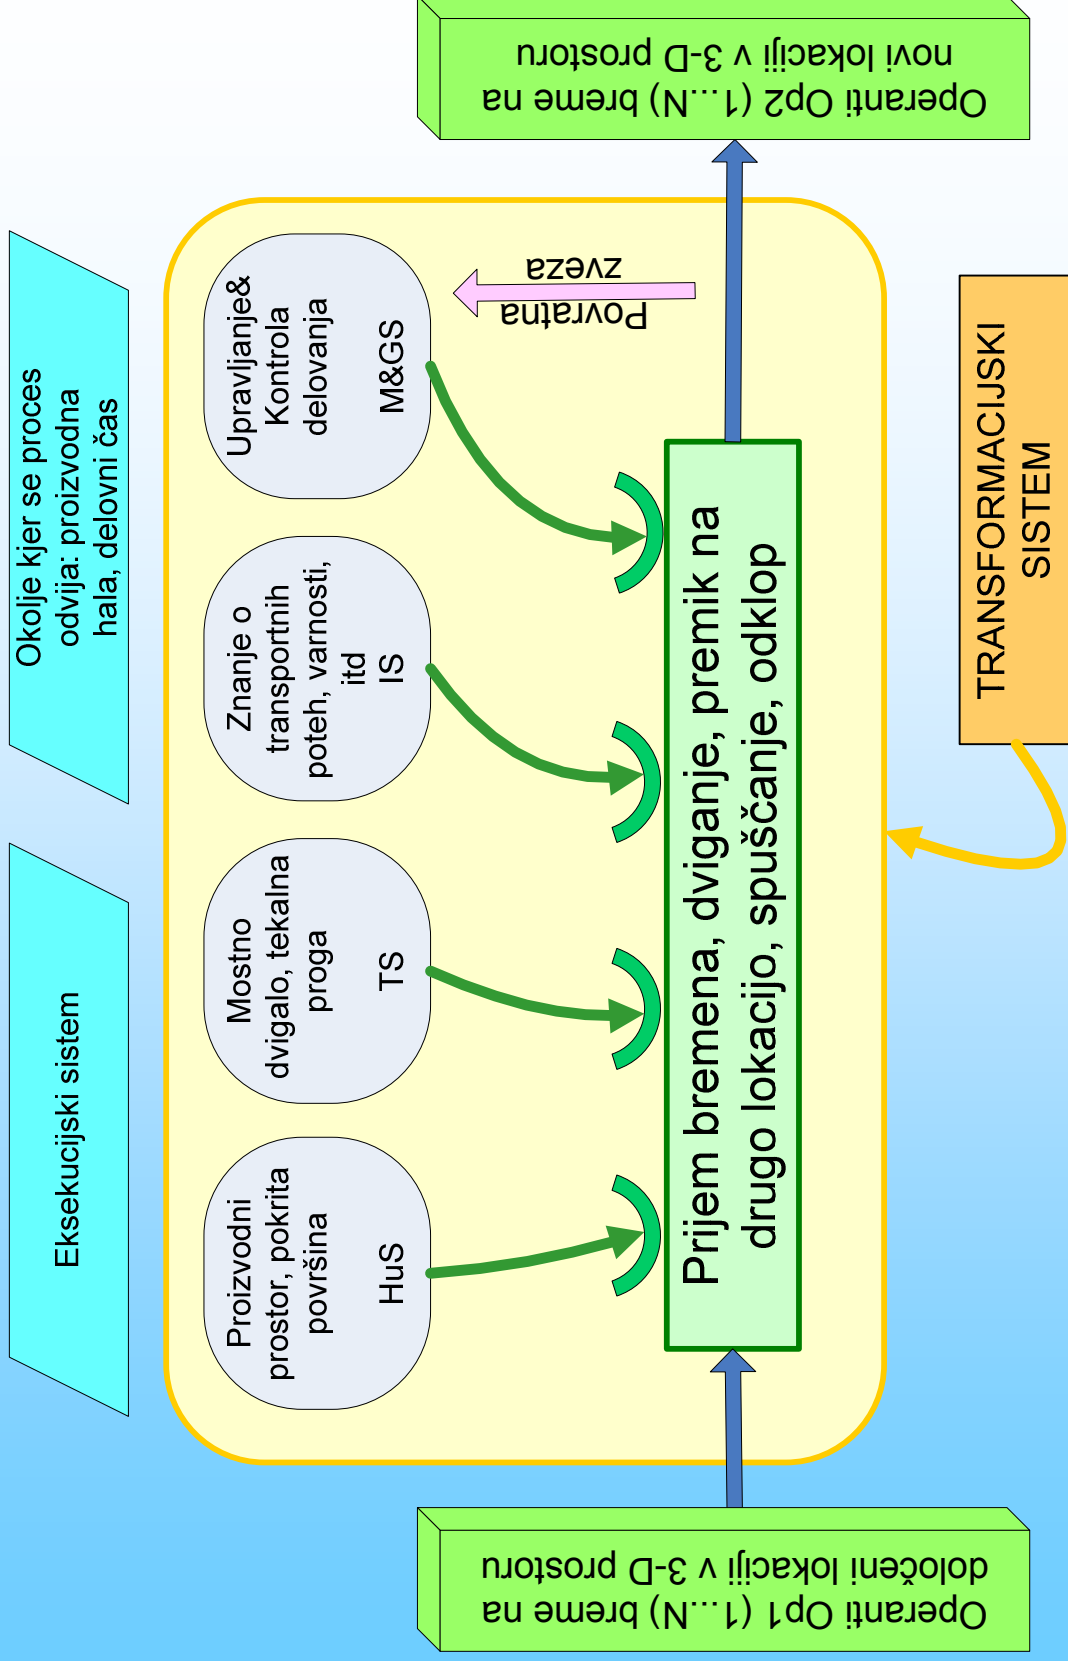 Eksekucijski sistem
Okolje kjer se proces
odvija: proizvodna
hala, delovni čas
Proizvodni
prostor, pokrita
površina
HuS
Mostno
dvigalo, tekalna
proga
TS
Znanje o
transportnih
poteh, varnosti,
itd
IS
Upravljanje&
Kontrola
delovanja
M&GS
Povratna
zveza
Operanti Op1 (1...N) breme na
določeni lokaciji v 3-D prostoru
Prijem bremena, dviganje, premik na
drugo lokacijo, spuščanje, odklop
Operanti Op2 (1...N) breme na
novi lokaciji v 3-D prostoru
TRANSFORMACIJSKI
SISTEM